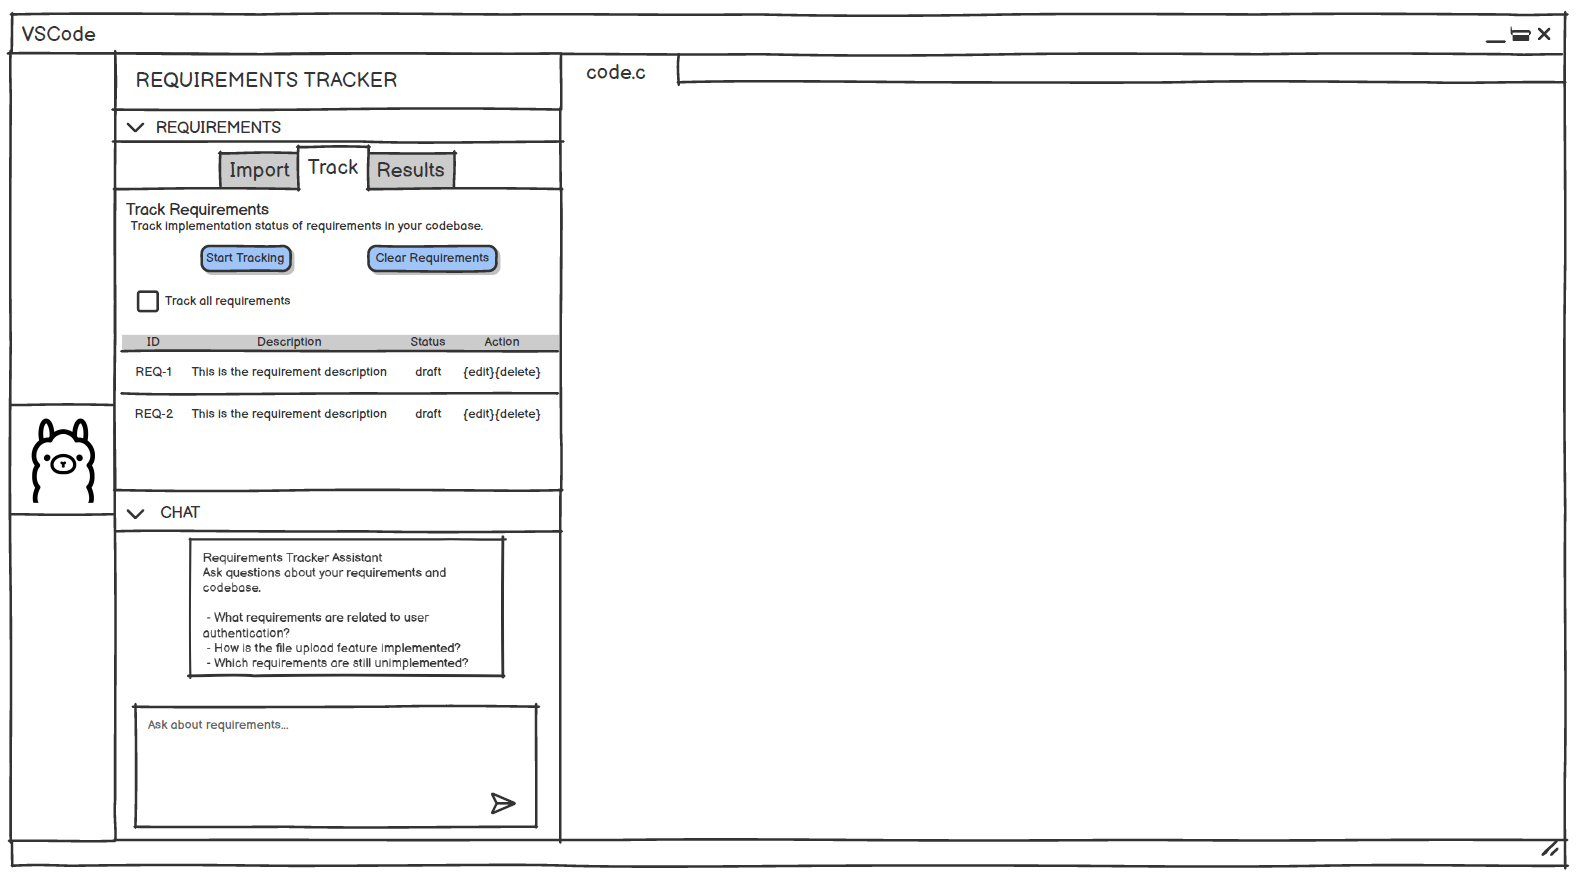 VSCode
REQUIREMENTS TRACKER
code.c
REQUIREMENTS
Import Track Results
Track Requirements
Track implementation status of requirements in your codebase.
Start Tracking Clear Requirements
Track all requirements
ID Description Status Action
REQ-1 This is the requirement description draft {edit}{delete}
REQ-2 This is the requirement description draft {edit}{delete}
CHAT
Requirements Tracker Assistant
Ask questions about your requirements and
codebase.
- What requirements are related to user
authentication?
- How is the file upload feature implemented?
- Which requirements are still unimplemented?
Ask about requirements...